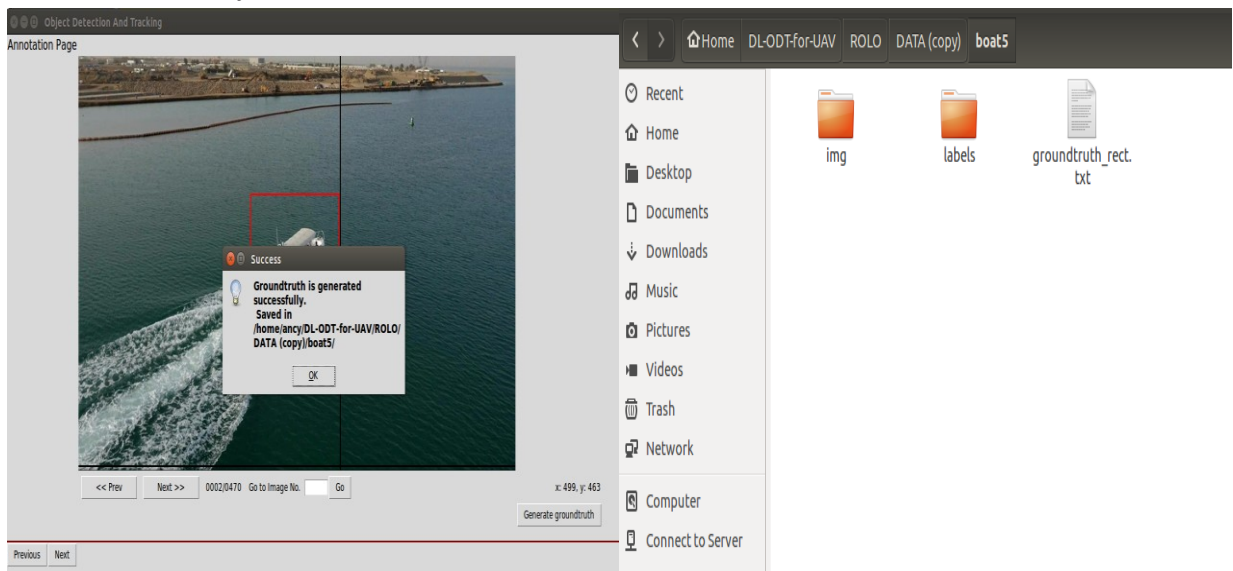 Object Detection And Tracking
Annotation Page
Success
Groundtruth is generated
successfully.
Saved in
/home/ancy/DL-ODT-for-UAV/ROLO/
DATA (copy)/boat5/
OK
<< Prev Next >> 0002/0470 Go to Image No. Go x: 499, y: 463
Generate groundtruth
Previous Next
Home DL-ODT-for-UAV ROLO DATA (copy) boat5
Recent
Home
Desktop
Documents
Downloads
Music
Pictures
Videos
Trash
Network
Computer
Connect to Server
img
labels
groundtruth_rect.
txt